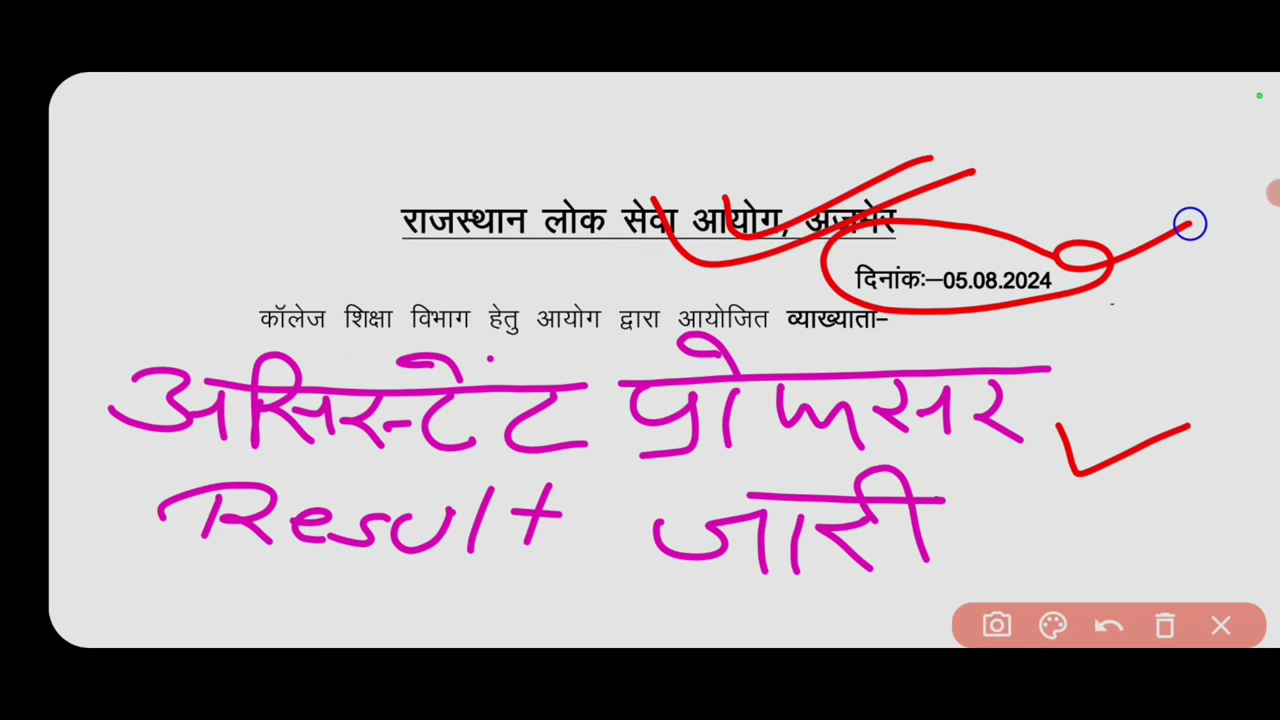 राजस्थान लोक सेवा आयोग, अजमेर
दिनांकः–05.08.2024
कॉलेज शिक्षा विभाग हेतु आयोग द्वारा आयोजित व्याख्याता–
असिस्टेंट प्रोफेसर
Result जारी